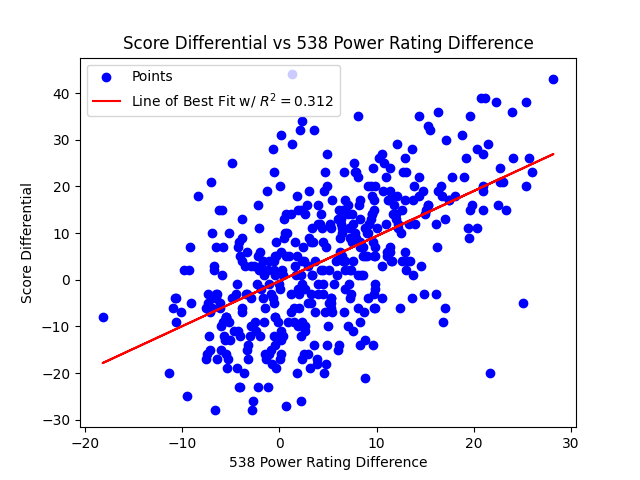 Score Differential vs 538 Power Rating Difference
Points
Line of Best Fit w/ R² = 0.312
40
30
20
10
0
−10
−20
−30
Score Differential
−20
−10
0
10
20
30
538 Power Rating Difference